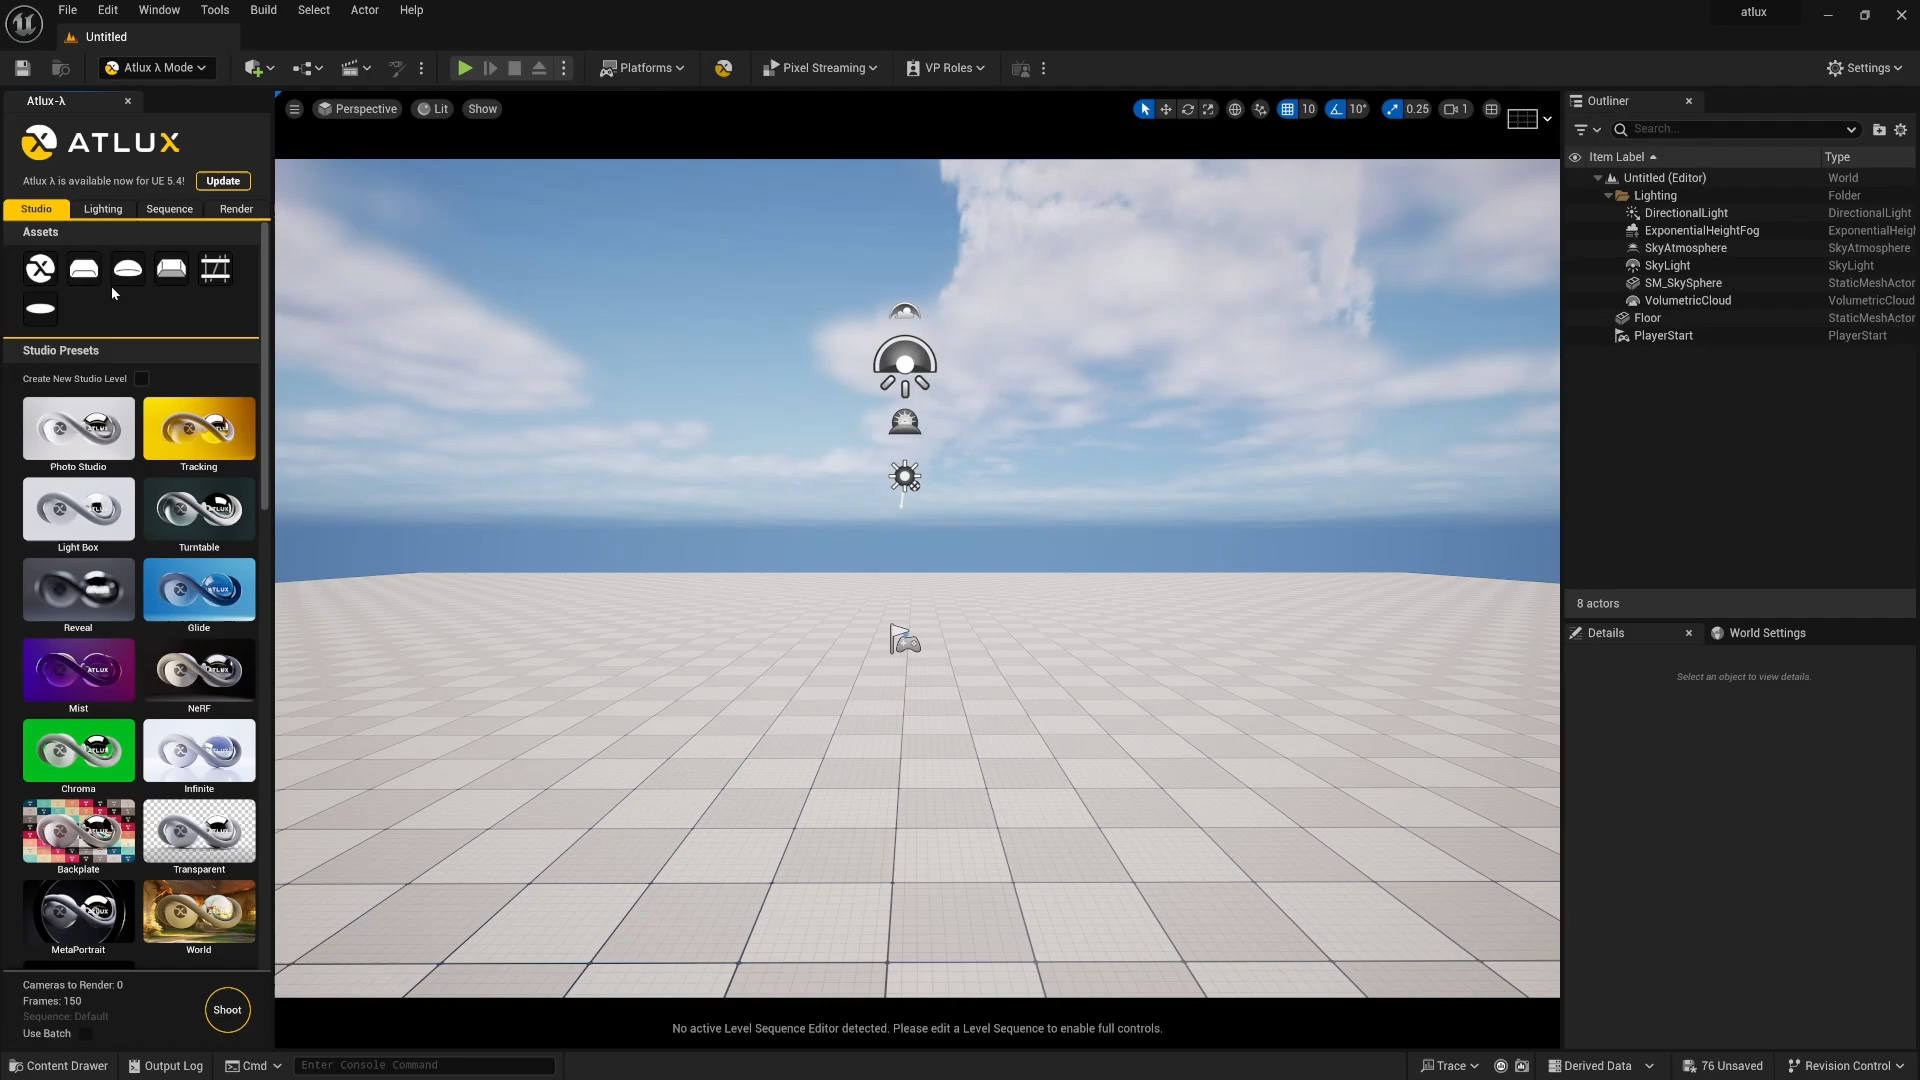 File Edit Window Tools Build Select Actor Help
atlux
Untitled
Atlux λ Mode
Platforms
Pixel Streaming
VP Roles
Settings
Atlux-λ
ATLUX
Atlux λ is available now for UE 5.4! Update
Studio Lighting Sequence Render
Assets
Studio Presets
Create New Studio Level
Photo Studio Tracking
Light Box Turntable
Reveal Glide
Mist NeRF
Chroma Infinite
Backplate Transparent
MetaPortrait World
Cameras to Render: 0
Frames: 150
Sequence: Default
Use Batch
Shoot
Perspective Lit Show
10 10° 0.25 1
No active Level Sequence Editor detected. Please edit a Level Sequence to enable full controls.
Outliner
Search...
Item Label Type
Untitled (Editor) World
Lighting Folder
DirectionalLight DirectionalLight
ExponentialHeightFog ExponentialHeigh
SkyAtmosphere SkyAtmosphere
SkyLight SkyLight
SM_SkySphere StaticMeshActor
VolumetricCloud VolumetricCloud
Floor StaticMeshActor
PlayerStart PlayerStart
8 actors
Details World Settings
Select an object to view details.
Content Drawer Output Log Cmd Enter Console Command Trace Derived Data 76 Unsaved Revision Control